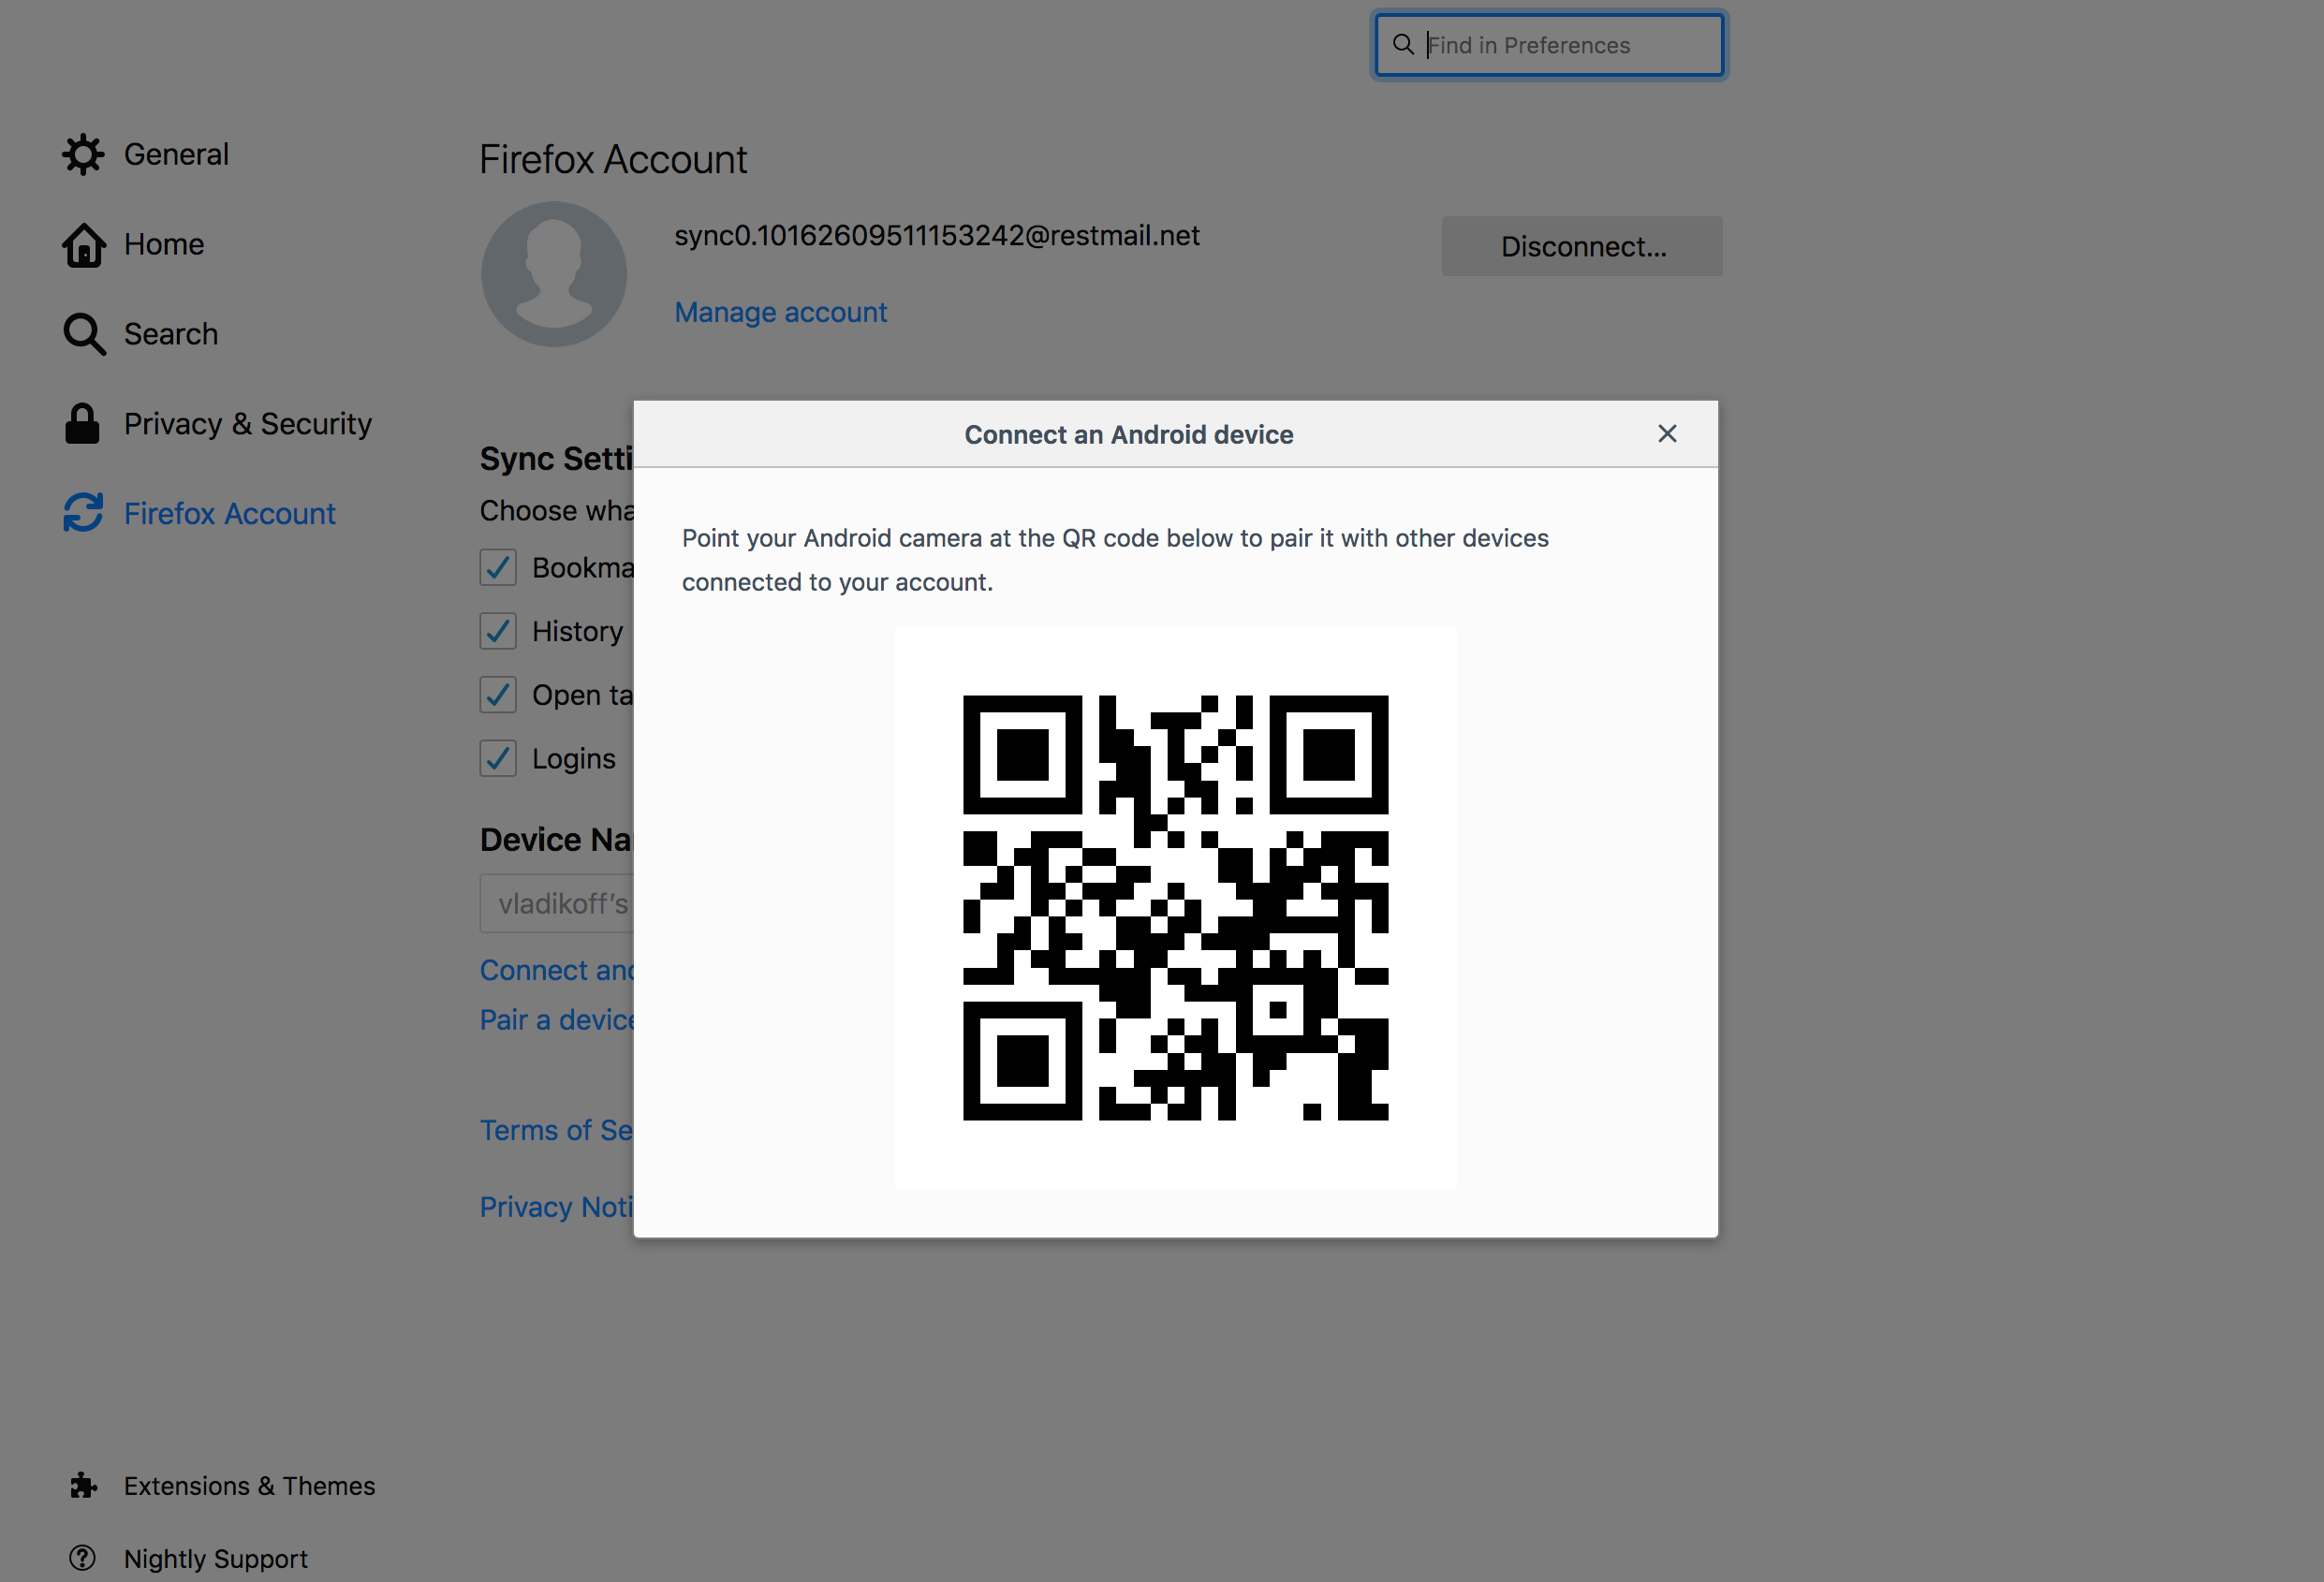 Find in Preferences
General
Home
Search
Privacy & Security
Firefox Account
Firefox Account
sync0.10162609511153242@restmail.net
Disconnect...
Manage account
Sync Setti
Choose wha
Bookma
History
Open ta
Logins
Device Na
vladikoff's
Connect and
Pair a device
Terms of Se
Privacy Noti
Connect an Android device
Point your Android camera at the QR code below to pair it with other devices
connected to your account.
Extensions & Themes
Nightly Support